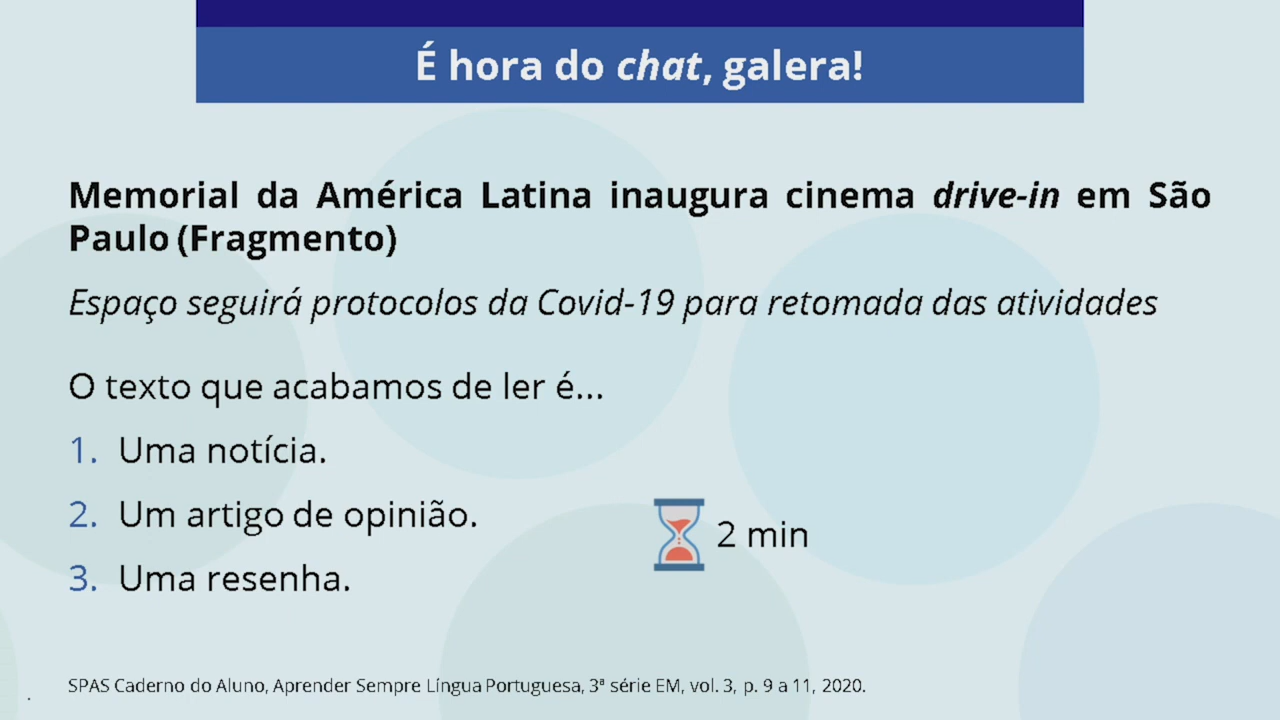 É hora do chat, galera!
Memorial da América Latina inaugura cinema drive-in em São
Paulo (Fragmento)
Espaço seguirá protocolos da Covid-19 para retomada das atividades
O texto que acabamos de ler é...
1. Uma notícia.
2. Um artigo de opinião.
2 min
3. Uma resenha.
SPAS Caderno do Aluno, Aprender Sempre Língua Portuguesa, 3ª série EM, vol. 3, p. 9 a 11, 2020.